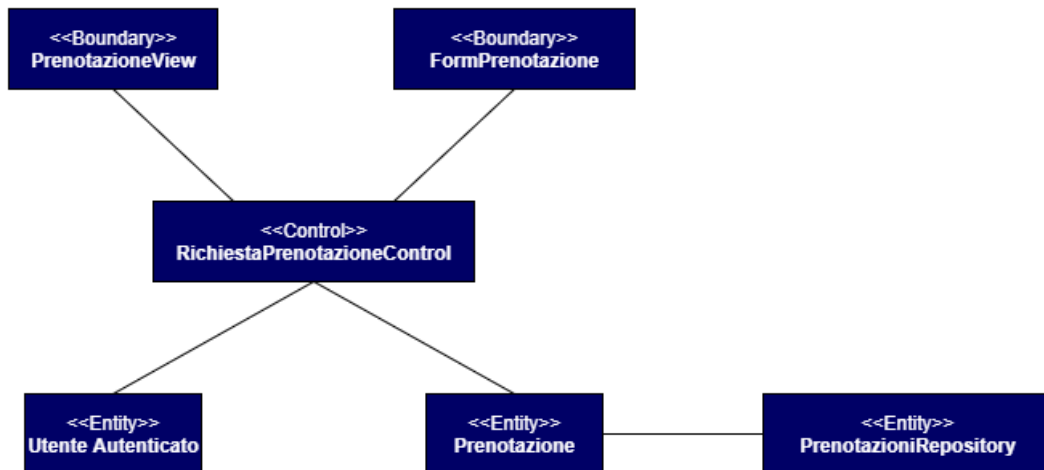 <<Boundary>>
PrenotazioneView
<<Boundary>>
FormPrenotazione
<<Control>>
RichiestaPrenotazioneControl
<<Entity>>
Utente Autenticato
<<Entity>>
Prenotazione
<<Entity>>
PrenotazioniRepository